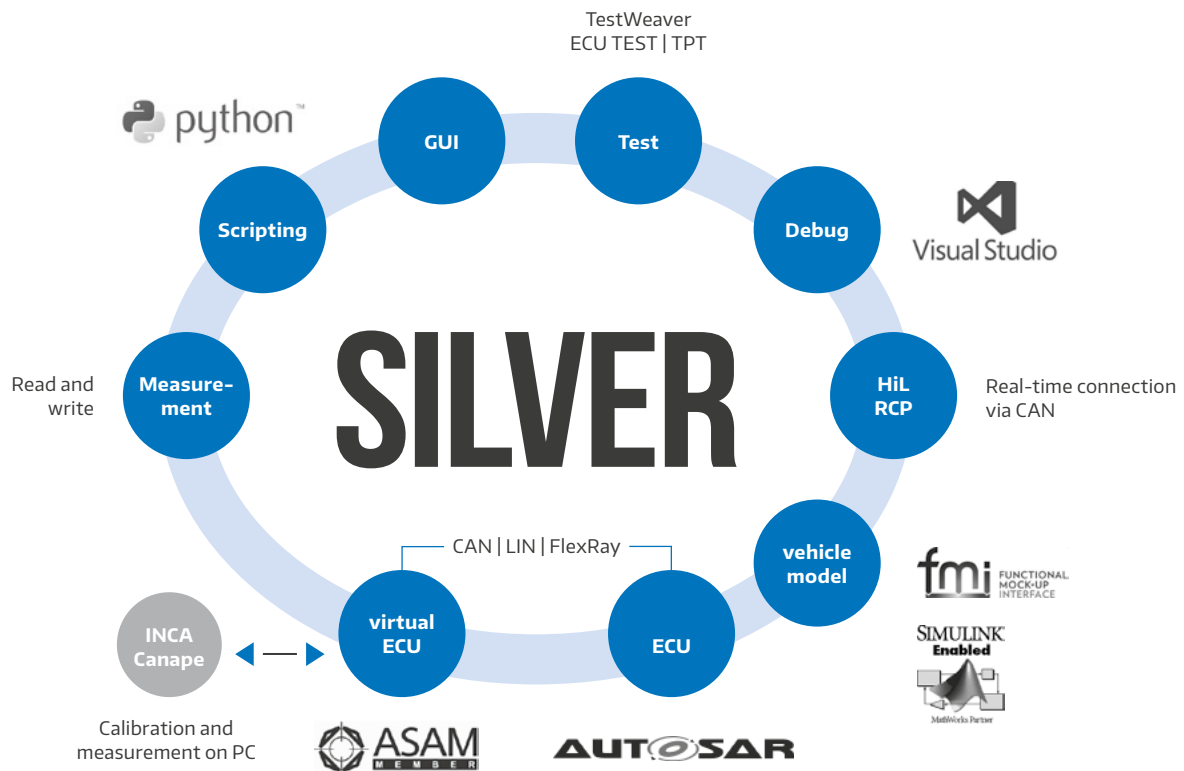 TestWeaver
ECU TEST | TPT
python™
GUI
Test
Scripting
Debug
Visual Studio
SILVER
Read and
write
Measure-
ment
HiL
RCP
Real-time connection
via CAN
CAN | LIN | FlexRay
vehicle
model
fmi FUNCTIONAL
MOCK-UP
INTERFACE
INCA
Canape
virtual
ECU
ECU
SIMULINK®
Enabled
MathWorks Partner
Calibration and
measurement on PC
ASAM
MEMBER
AUTOSAR